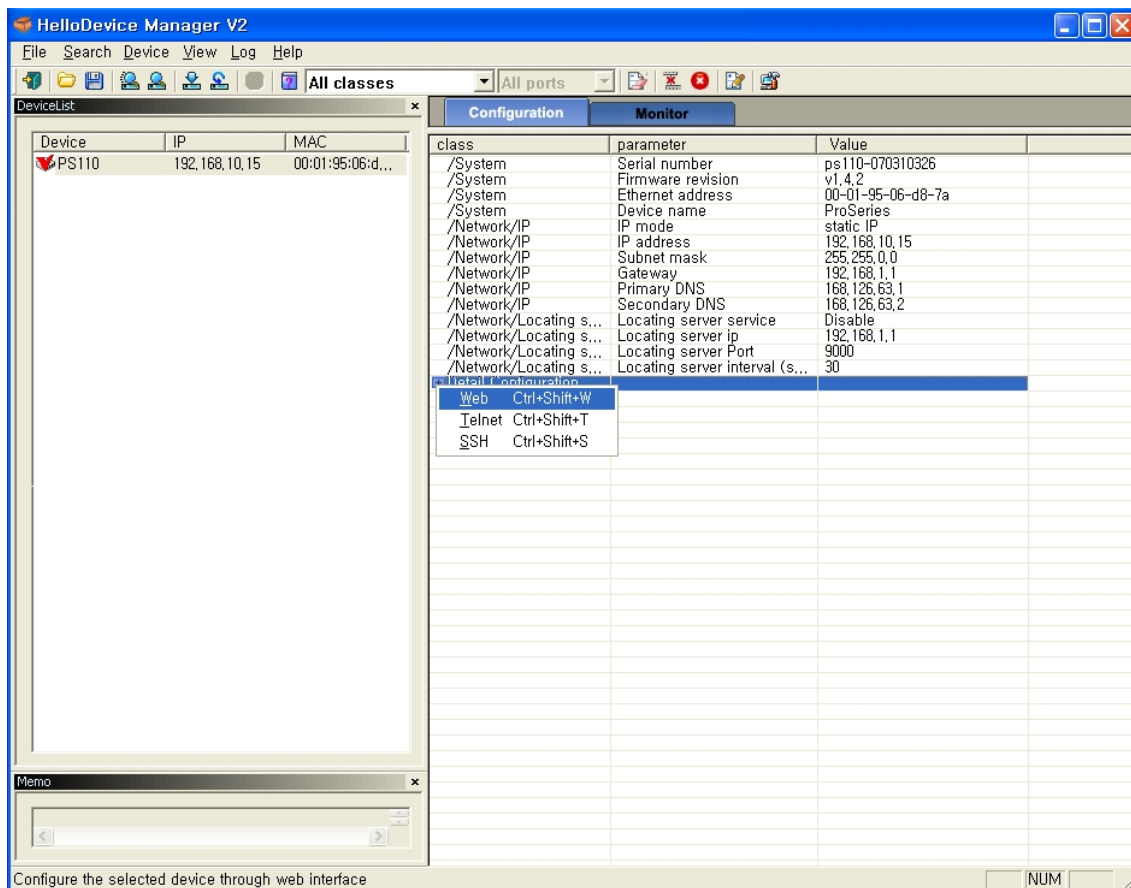 HelloDevice Manager V2
File Search Device View Log Help
All classes All ports
DeviceList
Configuration Monitor
Device IP MAC
PS110 192,168,10,15 00:01:95:06:d...
class parameter Value
/System Serial number ps110-070310326
/System Firmware revision v1,4,2
/System Ethernet address 00-01-95-06-d8-7a
/System Device name ProSeries
/Network/IP IP mode static IP
/Network/IP IP address 192,168,10,15
/Network/IP Subnet mask 255,255,0,0
/Network/IP Gateway 192,168,1,1
/Network/IP Primary DNS 168,126,63,1
/Network/IP Secondary DNS 168,126,63,2
/Network/Locating s... Locating server service Disable
/Network/Locating s... Locating server ip 192,168,1,1
/Network/Locating s... Locating server Port 9000
/Network/Locating s... Locating server interval (s... 30
Detail Configuration
Web Ctrl+Shift+W
Telnet Ctrl+Shift+T
SSH Ctrl+Shift+S
Memo
Configure the selected device through web interface NUM